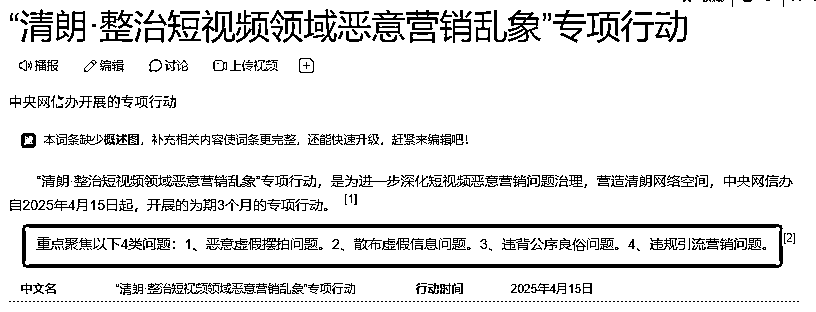 “清朗·整治短视频领域恶意营销乱象”专项行动
播报 编辑 讨论 上传视频
中央网信办开展的专项行动
本词条缺少概述图，补充相关内容使词条更完整，还能快速升级，赶紧来编辑吧！
“清朗·整治短视频领域恶意营销乱象”专项行动，是为进一步深化短视频恶意营销问题治理，营造清朗网络空间，中央网信办
自2025年4月15日起，开展的为期3个月的专项行动。 [1]
重点聚焦以下4类问题：1、恶意虚假摆拍问题。2、散布虚假信息问题。3、违背公序良俗问题。4、违规引流营销问题。 [2]
中文名 “清朗·整治短视频领域恶意营销乱象”专项行动 行动时间 2025年4月15日